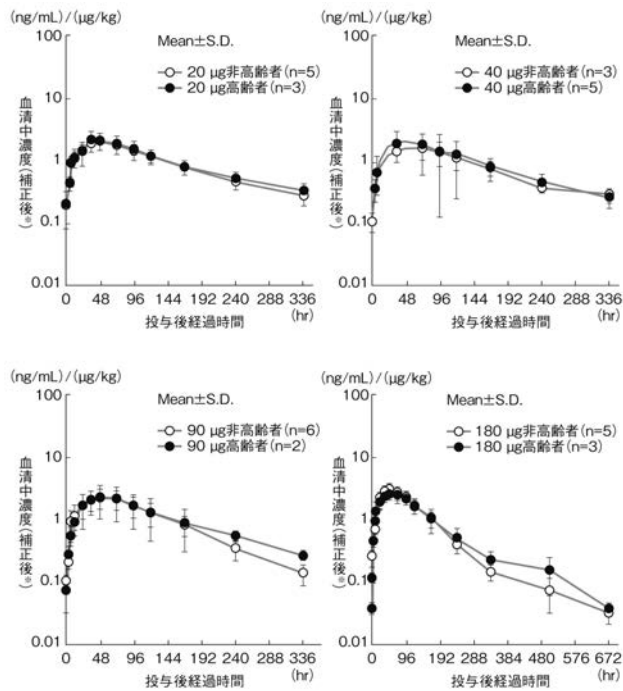 (ng/mL)/(μg/kg)
100
10
1
0.1
0.01
血清中濃度(補正後※)
Mean±S.D.
20 μg非高齢者(n=5)
20 μg高齢者(n=3)
0 48 96 144 192 240 288 336
(hr)
投与後経過時間
(ng/mL)/(μg/kg)
100
10
1
0.1
0.01
血清中濃度(補正後※)
Mean±S.D.
40 μg非高齢者(n=3)
40 μg高齢者(n=5)
0 48 96 144 192 240 288 336
(hr)
投与後経過時間
(ng/mL)/(μg/kg)
100
10
1
0.1
0.01
血清中濃度(補正後※)
Mean±S.D.
90 μg非高齢者(n=6)
90 μg高齢者(n=2)
0 48 96 144 192 240 288 336
(hr)
投与後経過時間
(ng/mL)/(μg/kg)
100
10
1
0.1
0.01
血清中濃度(補正後※)
Mean±S.D.
180 μg非高齢者(n=5)
180 μg高齢者(n=3)
0 96 192 288 384 480 576 672
(hr)
投与後経過時間